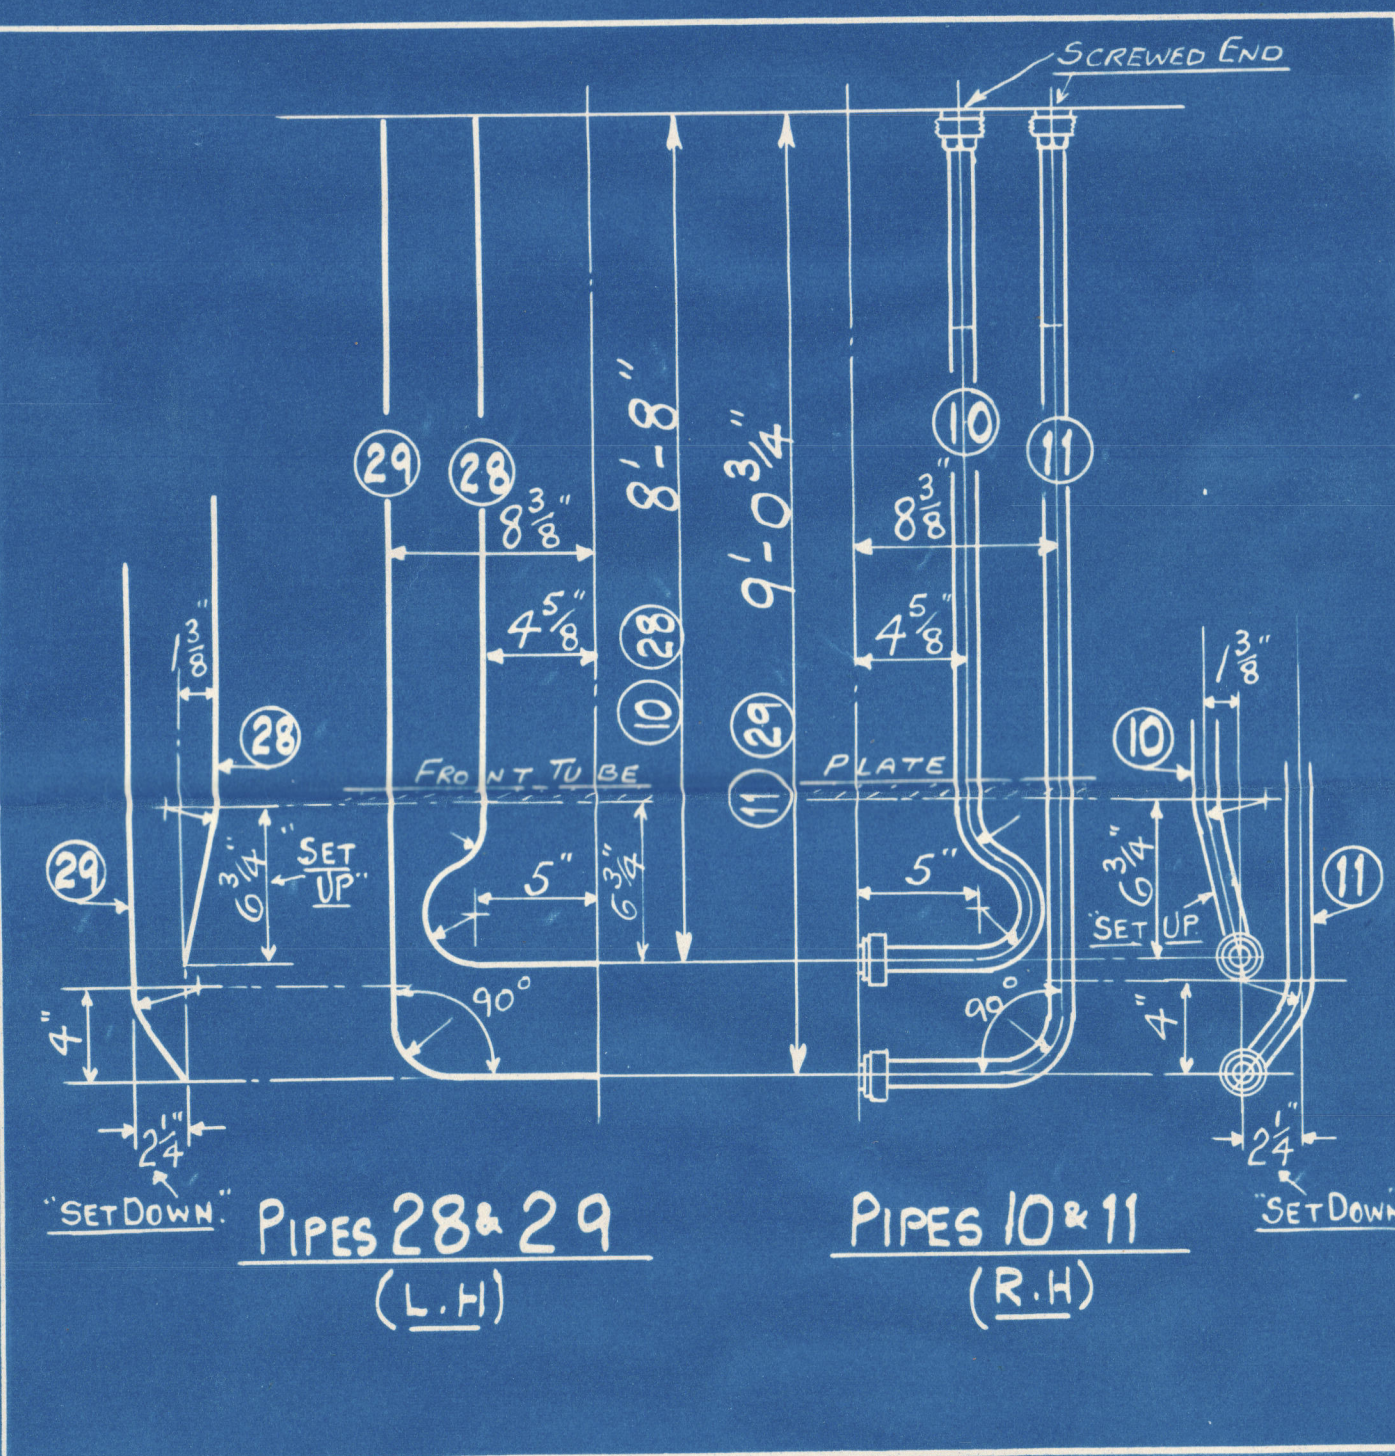 SCREWED END
8'-8"
9'-0 3/4"
10
11
29
28
8 3/8"
8 3/8"
4 5/8"
4 5/8"
10 28
11 29
1 3/8"
1 3/8"
28
10
FRONT TUBE PLATE
29
6 3/4"
"SET UP"
5"
6 3/4"
5"
6 3/4"
"SET UP"
11
4"
90°
90°
4"
2 1/4"
2 1/4"
"SET DOWN"
"SET DOWN
PIPES 28 & 29
(L.H)
PIPES 10 & 11
(R.H)